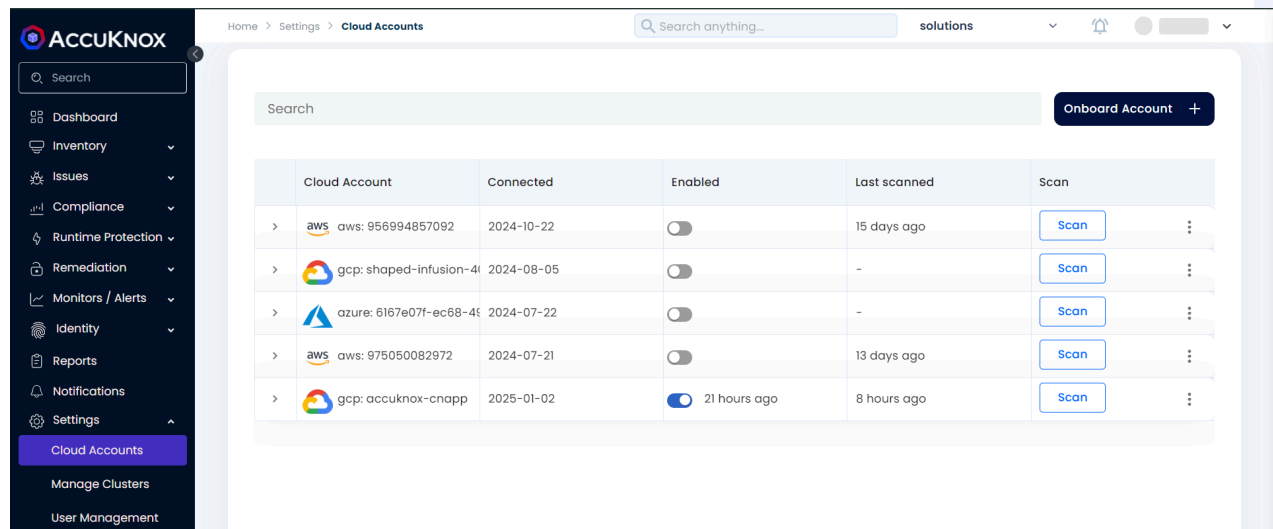 ACCUKNOX
Home > Settings > Cloud Accounts
Search anything...
solutions
Search
Dashboard
Inventory
Issues
Compliance
Runtime Protection
Remediation
Monitors / Alerts
Identity
Reports
Notifications
Settings
Cloud Accounts
Manage Clusters
User Management
Search
Onboard Account +
Cloud Account Connected Enabled Last scanned Scan
aws aws: 956994857092 2024-10-22 15 days ago Scan
gcp: shaped-infusion-4 2024-08-05 - Scan
azure: 6167e07f-ec68-49 2024-07-22 - Scan
aws aws: 975050082972 2024-07-21 13 days ago Scan
gcp: accuknox-cnapp 2025-01-02 21 hours ago 8 hours ago Scan